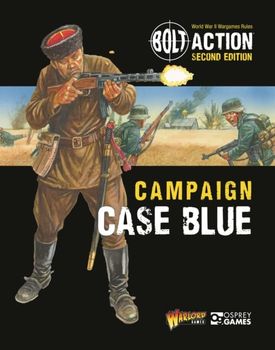 World War II Wargames Rules
BOLT ACTION
SECOND EDITION
CAMPAIGN
CASE BLUE
WARLORD
GAMES
OSPREY
GAMES